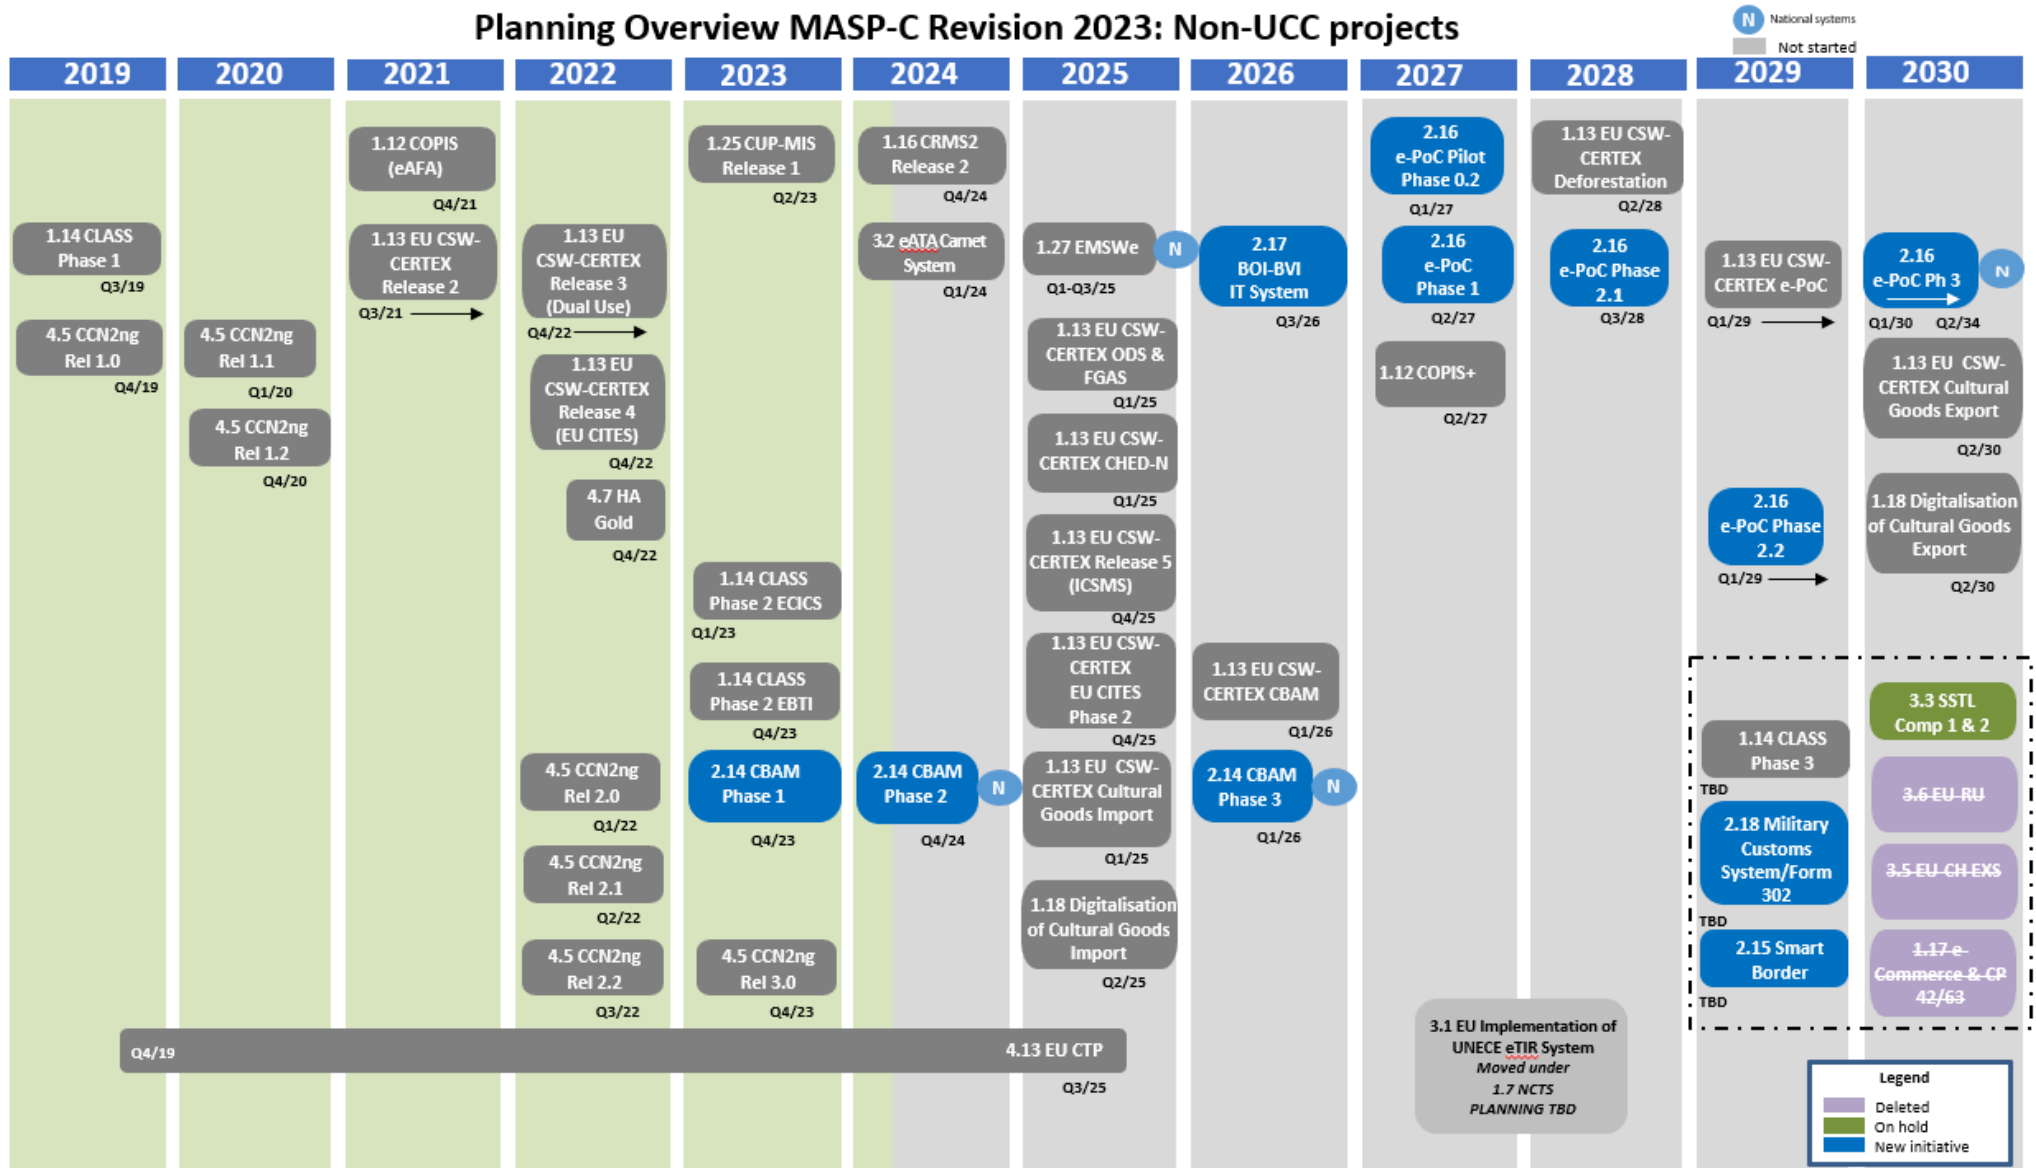 Planning Overview MASP-C Revision 2023: Non-UCC projects
N National systems
Not started
2019
2020
2021
2022
2023
2024
2025
2026
2027
2028
2029
2030
1.14 CLASS
Phase 1
Q3/19
4.5 CCN2ng
Rel 1.0
Q4/19
4.5 CCN2ng
Rel 1.1
Q1/20
4.5 CCN2ng
Rel 1.2
Q4/20
1.12 COPIS
(eAFA)
Q4/21
1.13 EU CSW-
CERTEX
Release 2
Q3/21
1.13 EU
CSW-CERTEX
Release 3
(Dual Use)
Q4/22
1.13 EU
CSW-CERTEX
Release 4
(EU CITES)
Q4/22
4.7 HA
Gold
Q4/22
4.5 CCN2ng
Rel 2.0
Q1/22
4.5 CCN2ng
Rel 2.1
Q2/22
4.5 CCN2ng
Rel 2.2
Q3/22
1.25 CUP-MIS
Release 1
Q2/23
1.14 CLASS
Phase 2 ECICS
Q1/23
1.14 CLASS
Phase 2 EBTI
Q4/23
2.14 CBAM
Phase 1
Q4/23
4.5 CCN2ng
Rel 3.0
Q4/23
1.16 CRMS2
Release 2
Q4/24
3.2 eATA Carnet
System
Q1/24
2.14 CBAM
Phase 2
N
Q4/24
1.27 EMSWe
N
Q1-Q3/25
1.13 EU CSW-
CERTEX ODS &
FGAS
Q1/25
1.13 EU CSW-
CERTEX CHED-N
Q1/25
1.13 EU CSW-
CERTEX Release 5
(ICSMS)
Q4/25
1.13 EU CSW-
CERTEX
EU CITES
Phase 2
Q4/25
1.13 EU CSW-
CERTEX Cultural
Goods Import
Q1/25
1.18 Digitalisation
of Cultural Goods
Import
Q2/25
2.17
BOI-BVI
IT System
Q3/26
1.13 EU CSW-
CERTEX CBAM
Q1/26
2.14 CBAM
Phase 3
N
Q1/26
2.16
e-PoC Pilot
Phase 0.2
Q1/27
2.16
e-PoC
Phase 1
Q2/27
1.12 COPIS+
Q2/27
1.13 EU CSW-
CERTEX
Deforestation
Q2/28
2.16
e-PoC Phase
2.1
Q3/28
1.13 EU CSW-
CERTEX e-PoC
Q1/29
2.16
e-PoC Phase
2.2
Q1/29
1.14 CLASS
Phase 3
TBD
2.18 Military
Customs
System/Form
302
TBD
2.15 Smart
Border
TBD
2.16
e-PoC Ph 3
N
Q1/30 Q2/34
1.13 EU CSW-
CERTEX Cultural
Goods Export
Q2/30
1.18 Digitalisation
of Cultural Goods
Export
Q2/30
3.3 SSTL
Comp 1 & 2
3.6 EU-RU
3.5 EU-CH EXS
1.17 e-
Commerce & CP
42/63
Q4/19 4.13 EU CTP
Q3/25
3.1 EU Implementation of
UNECE eTIR System
Moved under
1.7 NCTS
PLANNING TBD
Legend
Deleted
On hold
New initiative